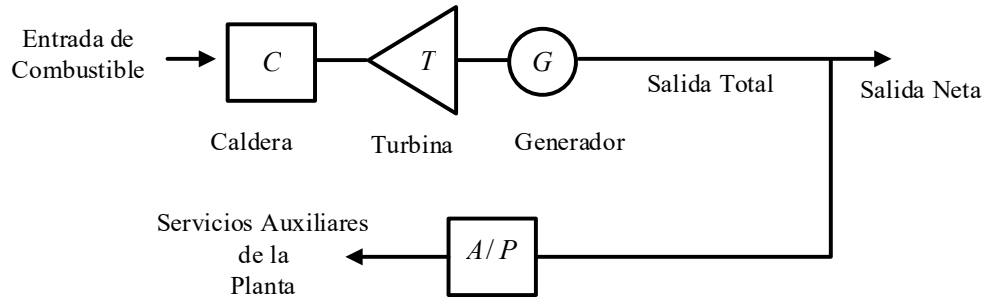 Entrada de
Combustible
C
T
G
Salida Total
Salida Neta
Caldera
Turbina
Generador
Servicios Auxiliares
de la
Planta
A/P